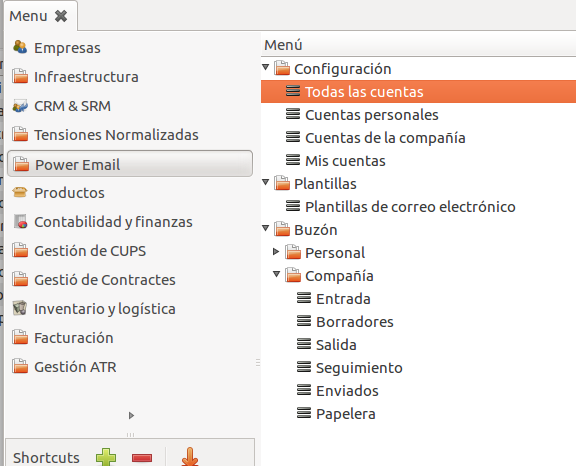 Menu
Empresas
Infraestructura
CRM & SRM
Tensiones Normalizadas
Power Email
Productos
Contabilidad y finanzas
Gestión de CUPS
Gestió de Contractes
Inventario y logística
Facturación
Gestión ATR
Shortcuts
Menú
Configuración
Todas las cuentas
Cuentas personales
Cuentas de la compañía
Mis cuentas
Plantillas
Plantillas de correo electrónico
Buzón
Personal
Compañía
Entrada
Borradores
Salida
Seguimiento
Enviados
Papelera